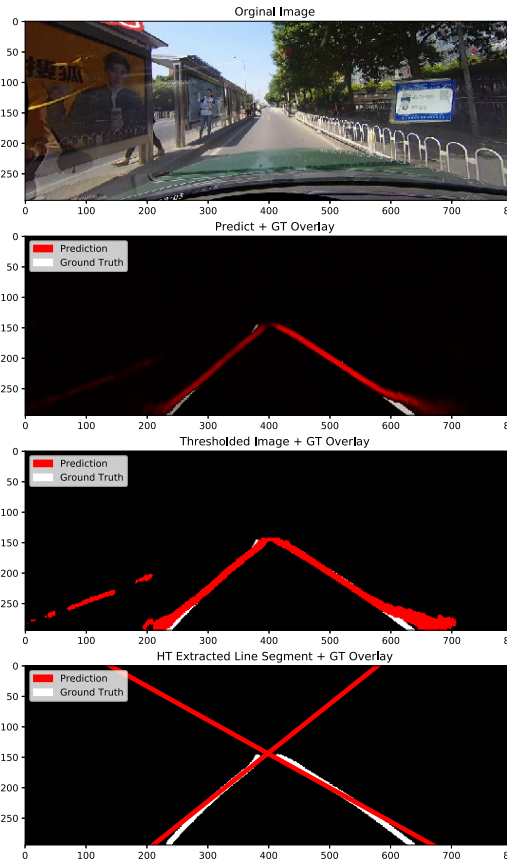 Orginal Image
0
50
100
150
200
250
0 100 200 300 400 500 600 700
Predict + GT Overlay
Prediction
Ground Truth
0
50
100
150
200
250
0 100 200 300 400 500 600 700
Thresholded Image + GT Overlay
Prediction
Ground Truth
0
50
100
150
200
250
0 100 200 300 400 500 600 700
HT Extracted Line Segment + GT Overlay
Prediction
Ground Truth
0
50
100
150
200
250
0 100 200 300 400 500 600 700